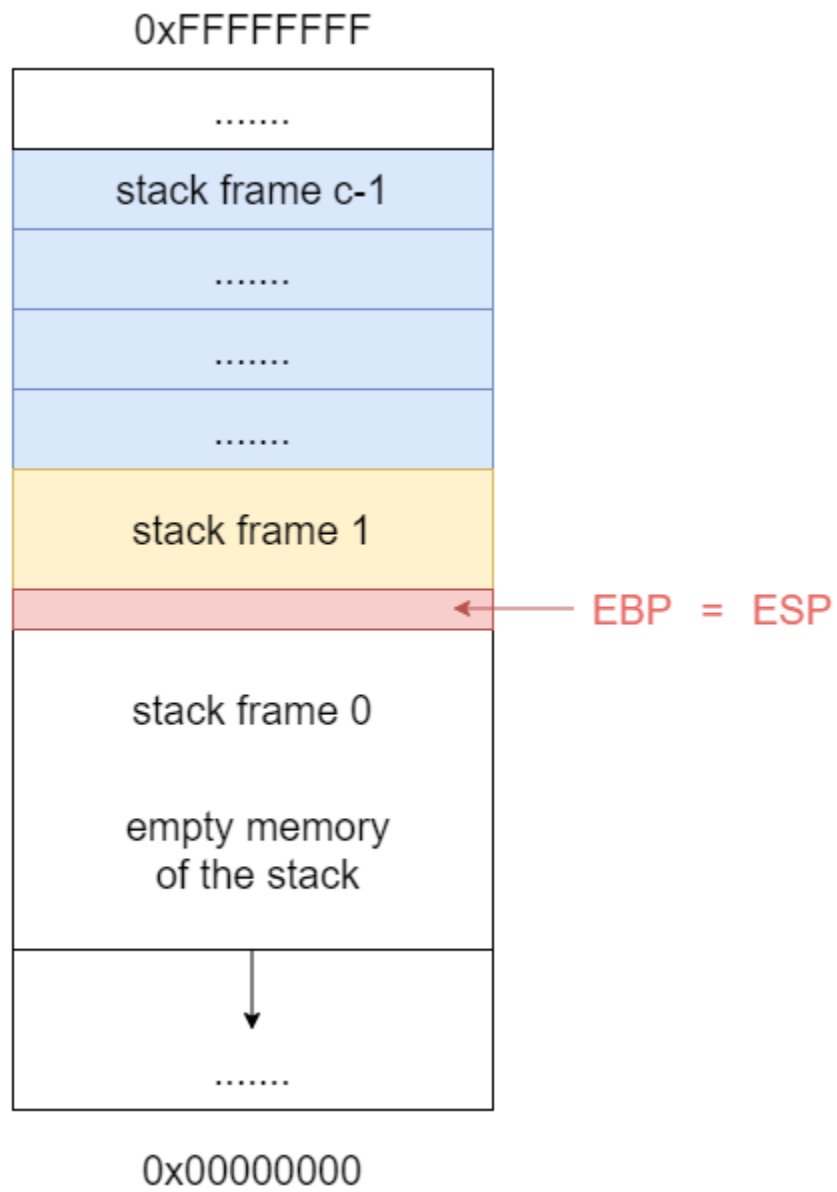 0xFFFFFFFF
.......
stack frame c-1
.......
.......
.......
stack frame 1
EBP = ESP
stack frame 0
empty memory
of the stack
.......
0x00000000